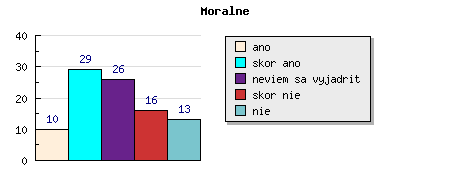 Moralne
40
30
20
10
0
10
29
26
16
13
ano
skor ano
neviem sa vyjadrit
skor nie
nie